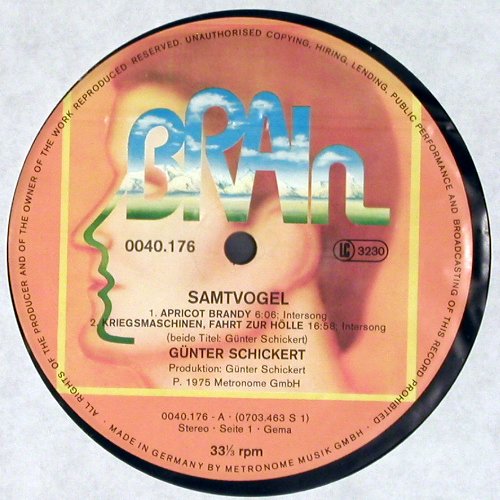 ALL RIGHTS OF THE PRODUCER AND OF THE OWNER OF THE WORK REPRODUCED RESERVED. UNAUTHORISED COPYING, HIRING, LENDING, PUBLIC PERFORMANCE AND BROADCASTING OF THIS RECORD PROHIBITED
BRAIn
0040.176
LC 3230
SAMTVOGEL
1. APRICOT BRANDY 6:06; Intersong
2. KRIEGSMASCHINEN, FAHRT ZUR HÖLLE 16:58; Intersong
(beide Titel: Günter Schickert)
GÜNTER SCHICKERT
Produktion: Günter Schickert
P. 1975 Metronome GmbH
0040.176 - A · (0703.463 S 1)
Stereo · Seite 1 · Gema
33⅓ rpm
· MADE IN GERMANY BY METRONOME MUSIK GMBH ·